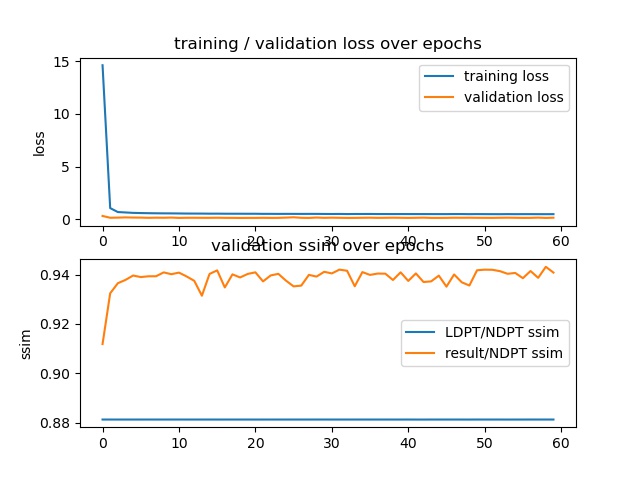 training / validation loss over epochs
15
10
5
0
loss
training loss
validation loss
0 10 20 30 40 50 60
validation ssim over epochs
0.94
0.92
0.90
0.88
ssim
LDPT/NDPT ssim
result/NDPT ssim
0 10 20 30 40 50 60